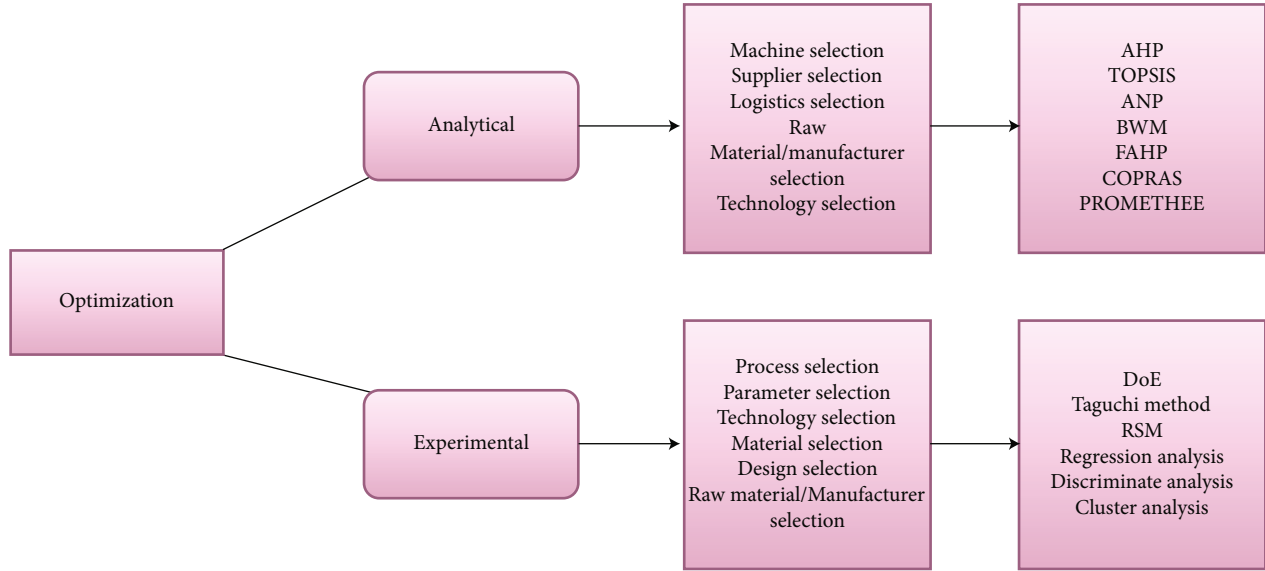 Optimization
Analytical
Machine selection
Supplier selection
Logistics selection
Raw
Material/manufacturer
selection
Technology selection
AHP
TOPSIS
ANP
BWM
FAHP
COPRAS
PROMETHEE
Experimental
Process selection
Parameter selection
Technology selection
Material selection
Design selection
Raw material/Manufacturer
selection
DoE
Taguchi method
RSM
Regression analysis
Discriminate analysis
Cluster analysis